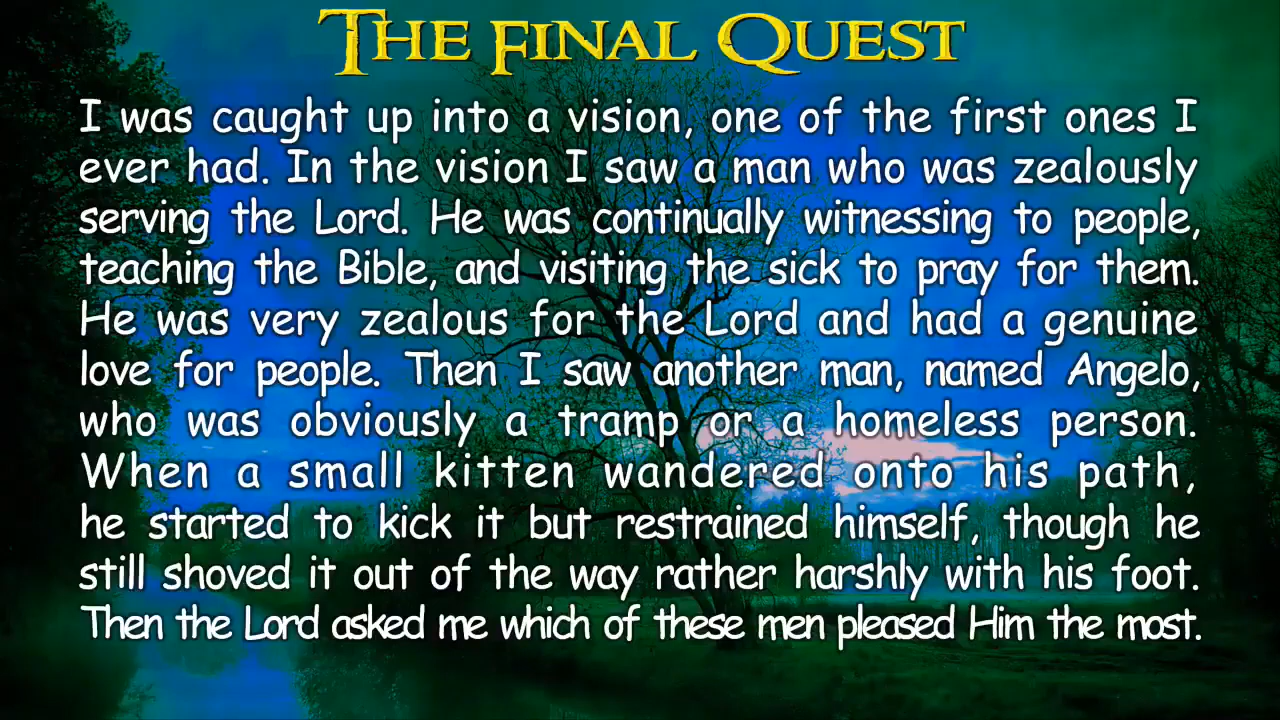 The Final Quest
I was caught up into a vision, one of the first ones I
ever had. In the vision I saw a man who was zealously
serving the Lord. He was continually witnessing to people,
teaching the Bible, and visiting the sick to pray for them.
He was very zealous for the Lord and had a genuine
love for people. Then I saw another man, named Angelo,
who was obviously a tramp or a homeless person.
When a small kitten wandered onto his path,
he started to kick it but restrained himself, though he
still shoved it out of the way rather harshly with his foot.
Then the Lord asked me which of these men pleased Him the most.